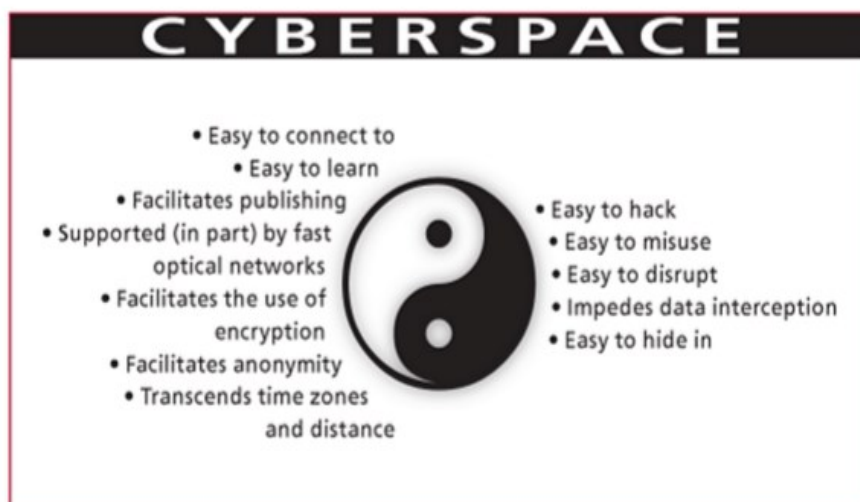 CYBERSPACE
• Easy to connect to
• Easy to learn
• Facilitates publishing
• Supported (in part) by fast
optical networks
• Facilitates the use of
encryption
• Facilitates anonymity
• Transcends time zones
and distance
• Easy to hack
• Easy to misuse
• Easy to disrupt
• Impedes data interception
• Easy to hide in